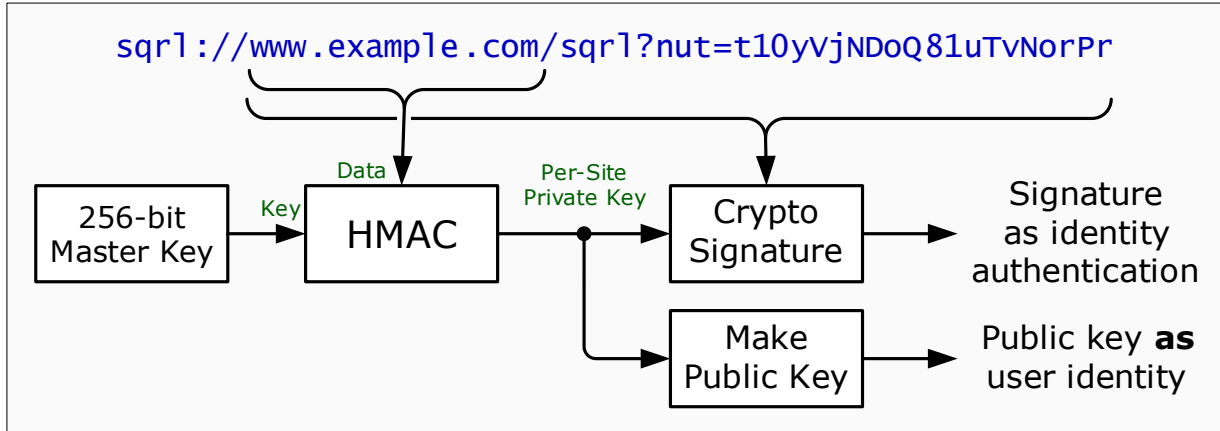 sqrl://www.example.com/sqrl?nut=t1OyVjNDoQ81uTvNorPr
Data
Per-Site
Private Key
Key
256-bit
Master Key
HMAC
Crypto
Signature
Signature
as identity
authentication
Make
Public Key
Public key as
user identity